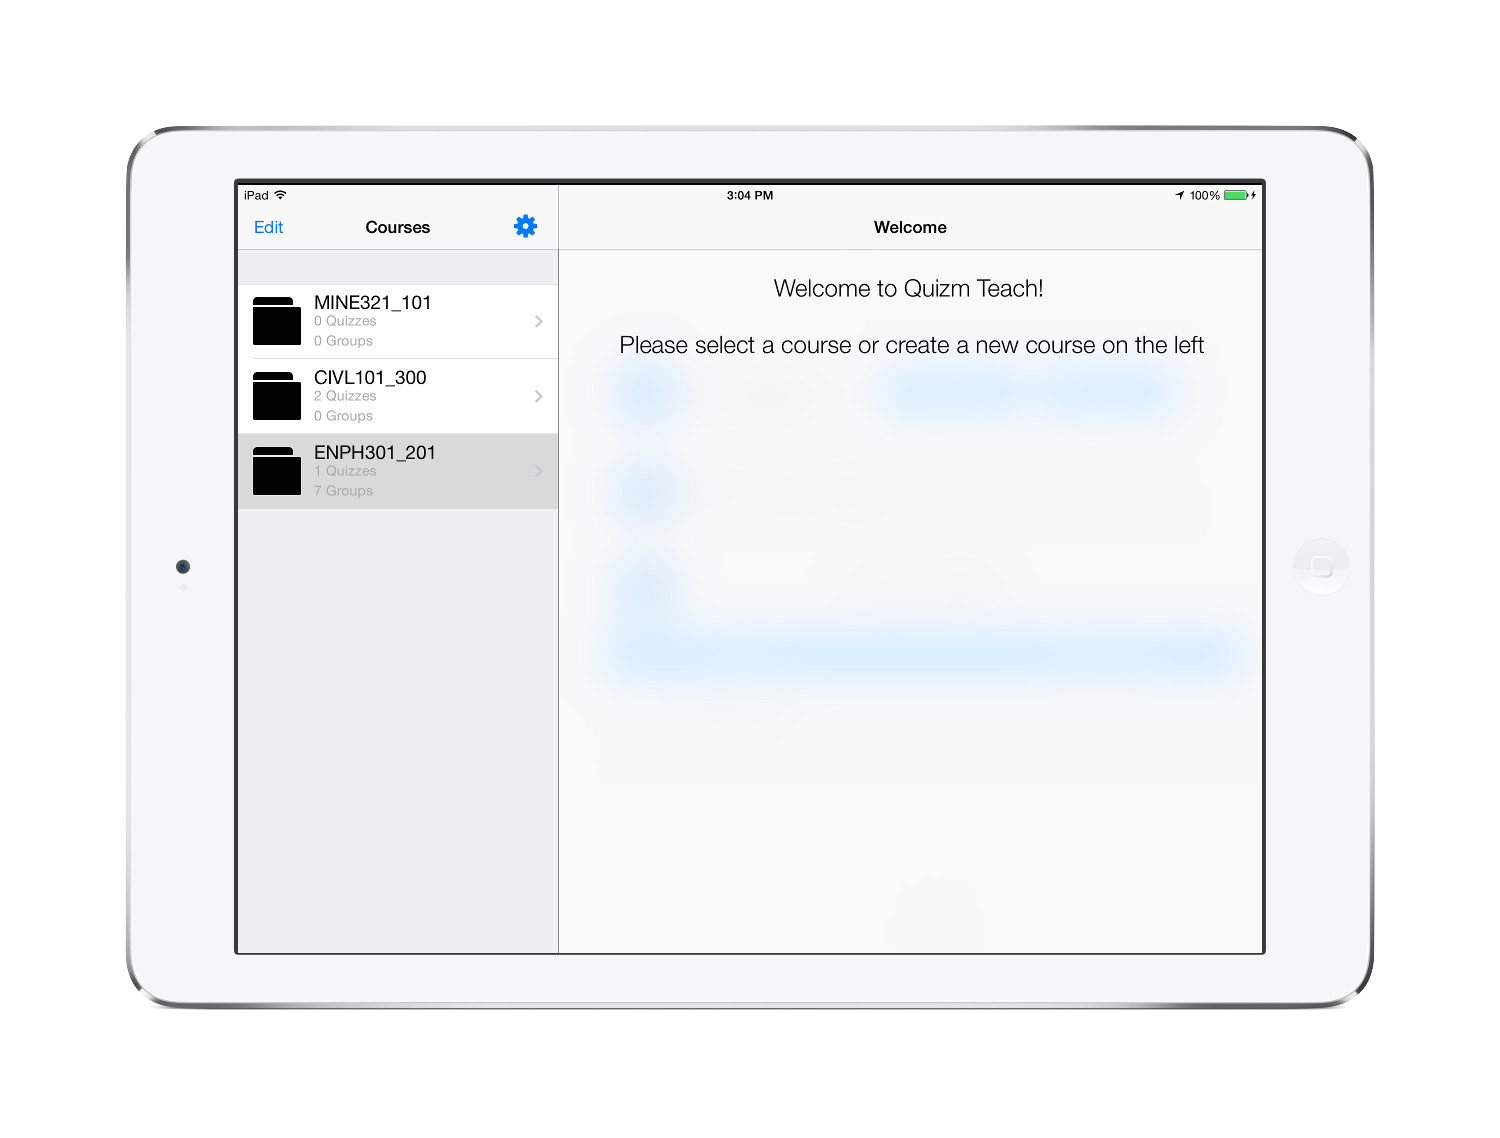 iPad
3:04 PM
100%
Edit
Courses
Welcome
MINE321_101
0 Quizzes
0 Groups
CIVL101_300
2 Quizzes
0 Groups
ENPH301_201
1 Quizzes
7 Groups
Welcome to Quizm Teach!
Please select a course or create a new course on the left